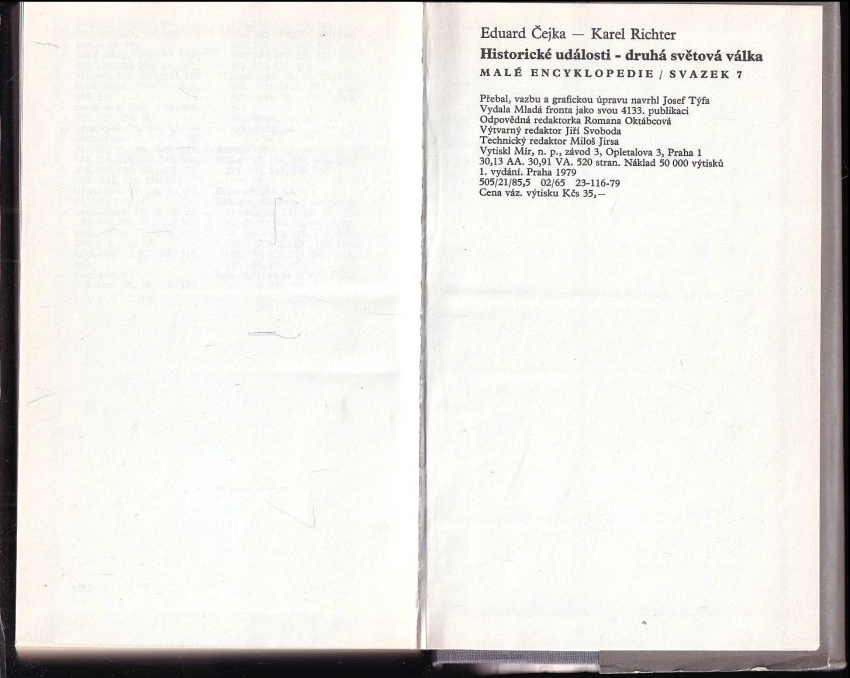 Eduard Čejka — Karel Richter
Historické události - druhá světová válka
MALÉ ENCYKLOPEDIE / SVAZEK 7
Přebal, vazbu a grafickou úpravu navrhl Josef Týfa
Vydala Mladá fronta jako svou 4133. publikaci
Odpovědná redaktorka Romana Oktábcová
Výtvarný redaktor Jiří Svoboda
Technický redaktor Miloš Jirsa
Vytiskl Mír, n. p., závod 3, Opletalova 3, Praha 1
30,13 AA. 30,91 VA. 520 stran. Náklad 50 000 výtisků
1. vydání. Praha 1979
505/21/85,5 02/65 23-116-79
Cena váz. výtisku Kčs 35,—